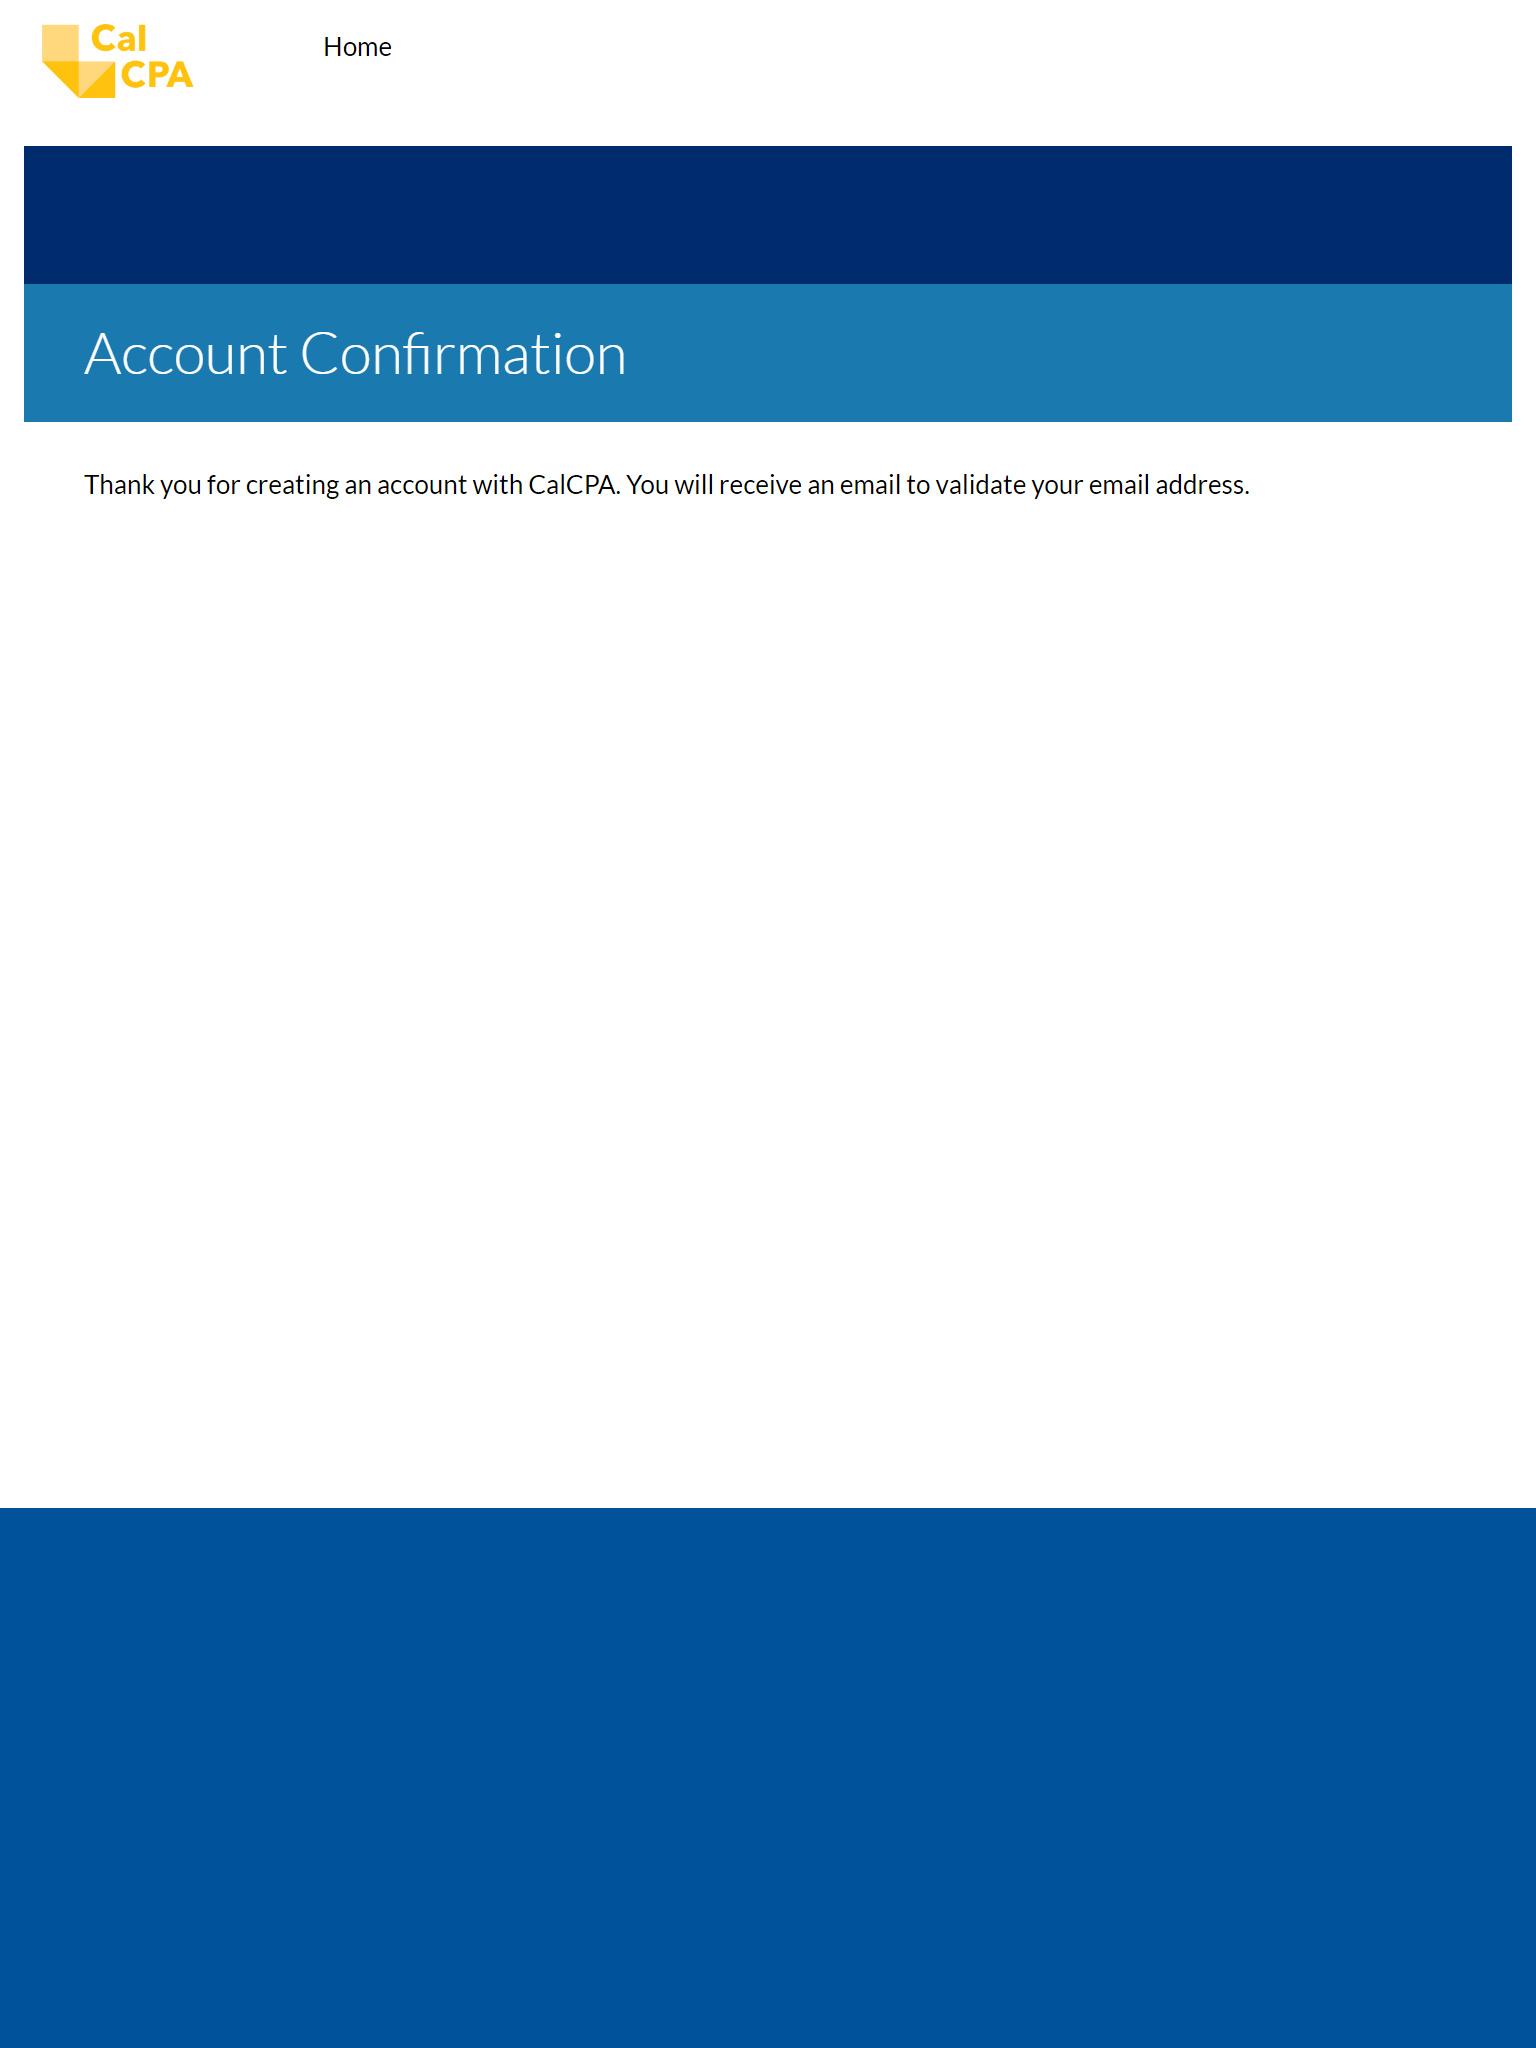 Cal
CPA
Home
Account Confirmation
Thank you for creating an account with CalCPA. You will receive an email to validate your email address.